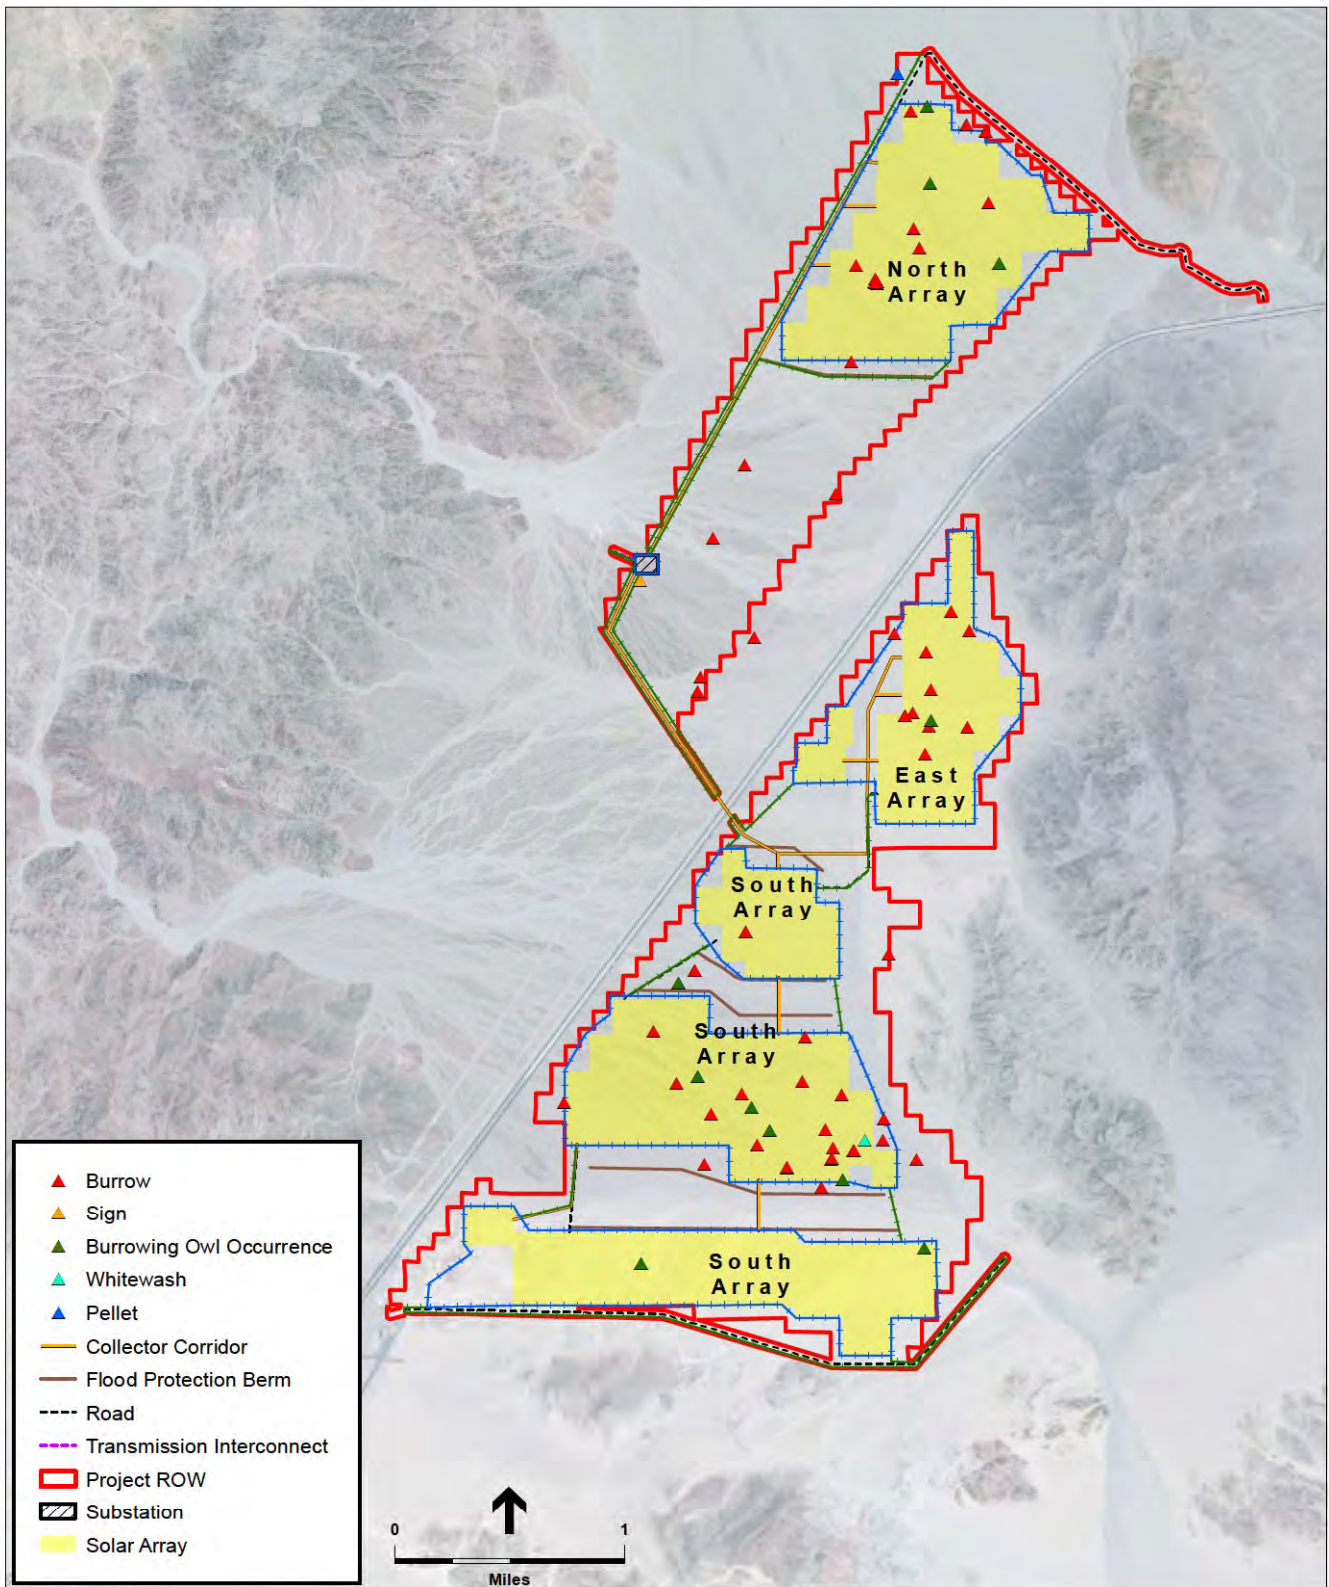 North
Array
East
Array
South
Array
South
Array
South
Array
Burrow
Sign
Burrowing Owl Occurrence
Whitewash
Pellet
Collector Corridor
Flood Protection Berm
Road
Transmission Interconnect
Project ROW
Substation
Solar Array
0 1
Miles